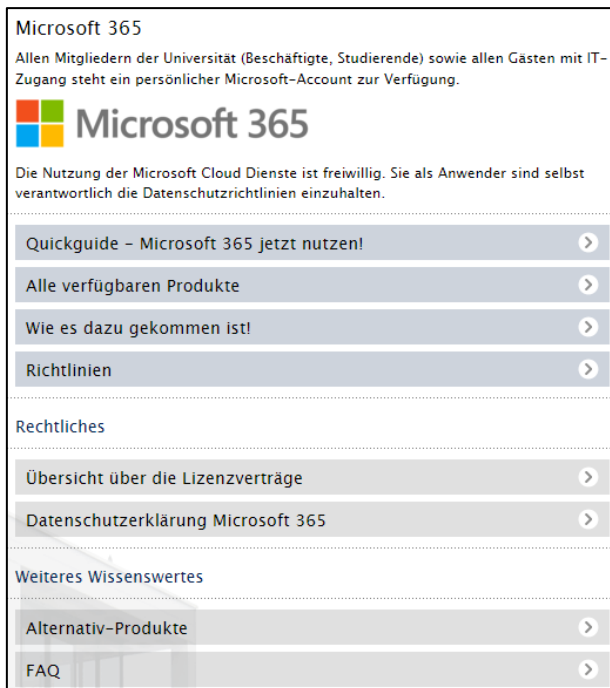 Microsoft 365
Allen Mitgliedern der Universität (Beschäftigte, Studierende) sowie allen Gästen mit IT-
Zugang steht ein persönlicher Microsoft-Account zur Verfügung.
Microsoft 365
Die Nutzung der Microsoft Cloud Dienste ist freiwillig. Sie als Anwender sind selbst
verantwortlich die Datenschutzrichtlinien einzuhalten.
Quickguide - Microsoft 365 jetzt nutzen!
Alle verfügbaren Produkte
Wie es dazu gekommen ist!
Richtlinien
Rechtliches
Übersicht über die Lizenzverträge
Datenschutzerklärung Microsoft 365
Weiteres Wissenswertes
Alternativ-Produkte
FAQ